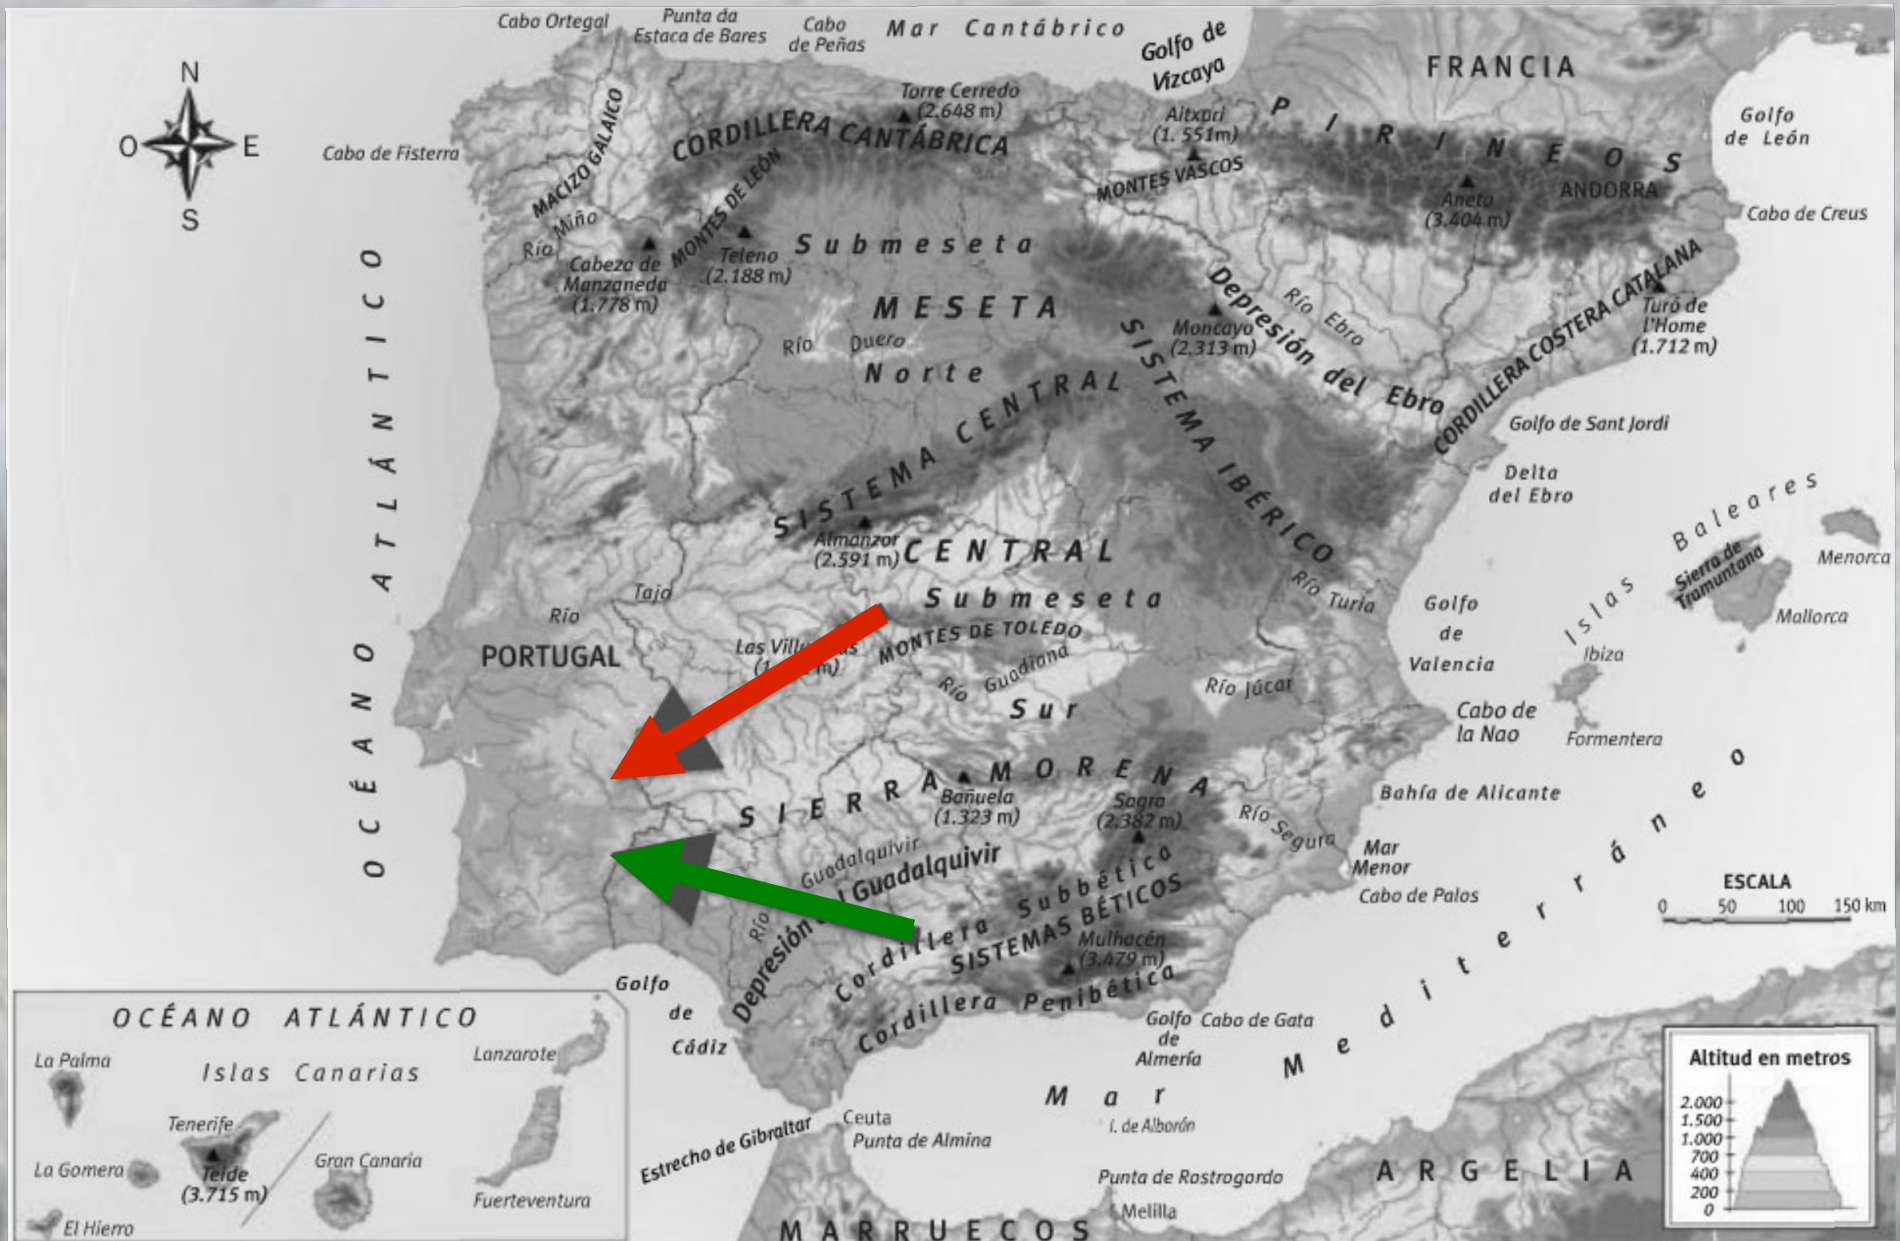 Cabo Ortegal
Punta da
Estaca de Bares
Cabo
de Peñas
Mar Cantábrico
Golfo de
Vizcaya
FRANCIA
N
O
E
S
Cabo de Fisterra
MACIZO GALAICO
CORDILLERA CANTÁBRICA
Torre Cerredo
(2.648 m)
Aitxuri
(1.551m)
MONTES VASCOS
PIRINEOS
Aneto
(3.404 m)
ANDORRA
Golfo
de León
Cabo de Creus
Río Miño
Cabeza de
Manzaneda
(1.778 m)
MONTES DE LEÓN
Teleno
(2.188 m)
Submeseta
MESETA
Río Duero
Norte
Moncayo
(2.313 m)
Depresión del Ebro
Río Ebro
CORDILLERA COSTERA CATALANA
Turó de
l'Home
(1.712 m)
SISTEMA IBÉRICO
SISTEMA CENTRAL
Almanzor
(2.591 m)
CENTRAL
Submeseta
Golfo de Sant Jordi
Delta
del Ebro
OCÉANO ATLÁNTICO
Río Tajo
PORTUGAL
Las
MONTES DE TOLEDO
Río Guadiana
Sur
Río Júcar
Río Turia
Golfo
de
Valencia
Islas Baleares
Sierra de
Tramuntana
Menorca
Mallorca
Ibiza
Formentera
Cabo de
la Nao
SIERRA MORENA
Bañuela
(1.323 m)
Sagra
(2.382 m)
Río Segura
Bahía de Alicante
Mar
Menor
Cabo de Palos
Río Guadalquivir
Depresión Guadalquivir
Cordillera Subbética
SISTEMAS BÉTICOS
Mulhacén
(3.479 m)
Cordillera Penibética
Golfo
de
Cádiz
Golfo
de
Almería
Cabo de Gata
Mar Mediterráneo
ESCALA
0 50 100 150 km
OCÉANO ATLÁNTICO
Islas Canarias
La Palma
Lanzarote
Tenerife
Teide
(3.715 m)
La Gomera
Gran Canaria
El Hierro
Fuerteventura
Estrecho de Gibraltar
Ceuta
Punta de Almina
I. de Alborán
Punta de Rostrogordo
Melilla
MARRUECOS
ARGELIA
Altitud en metros
2.000
1.500
1.000
700
400
200
0